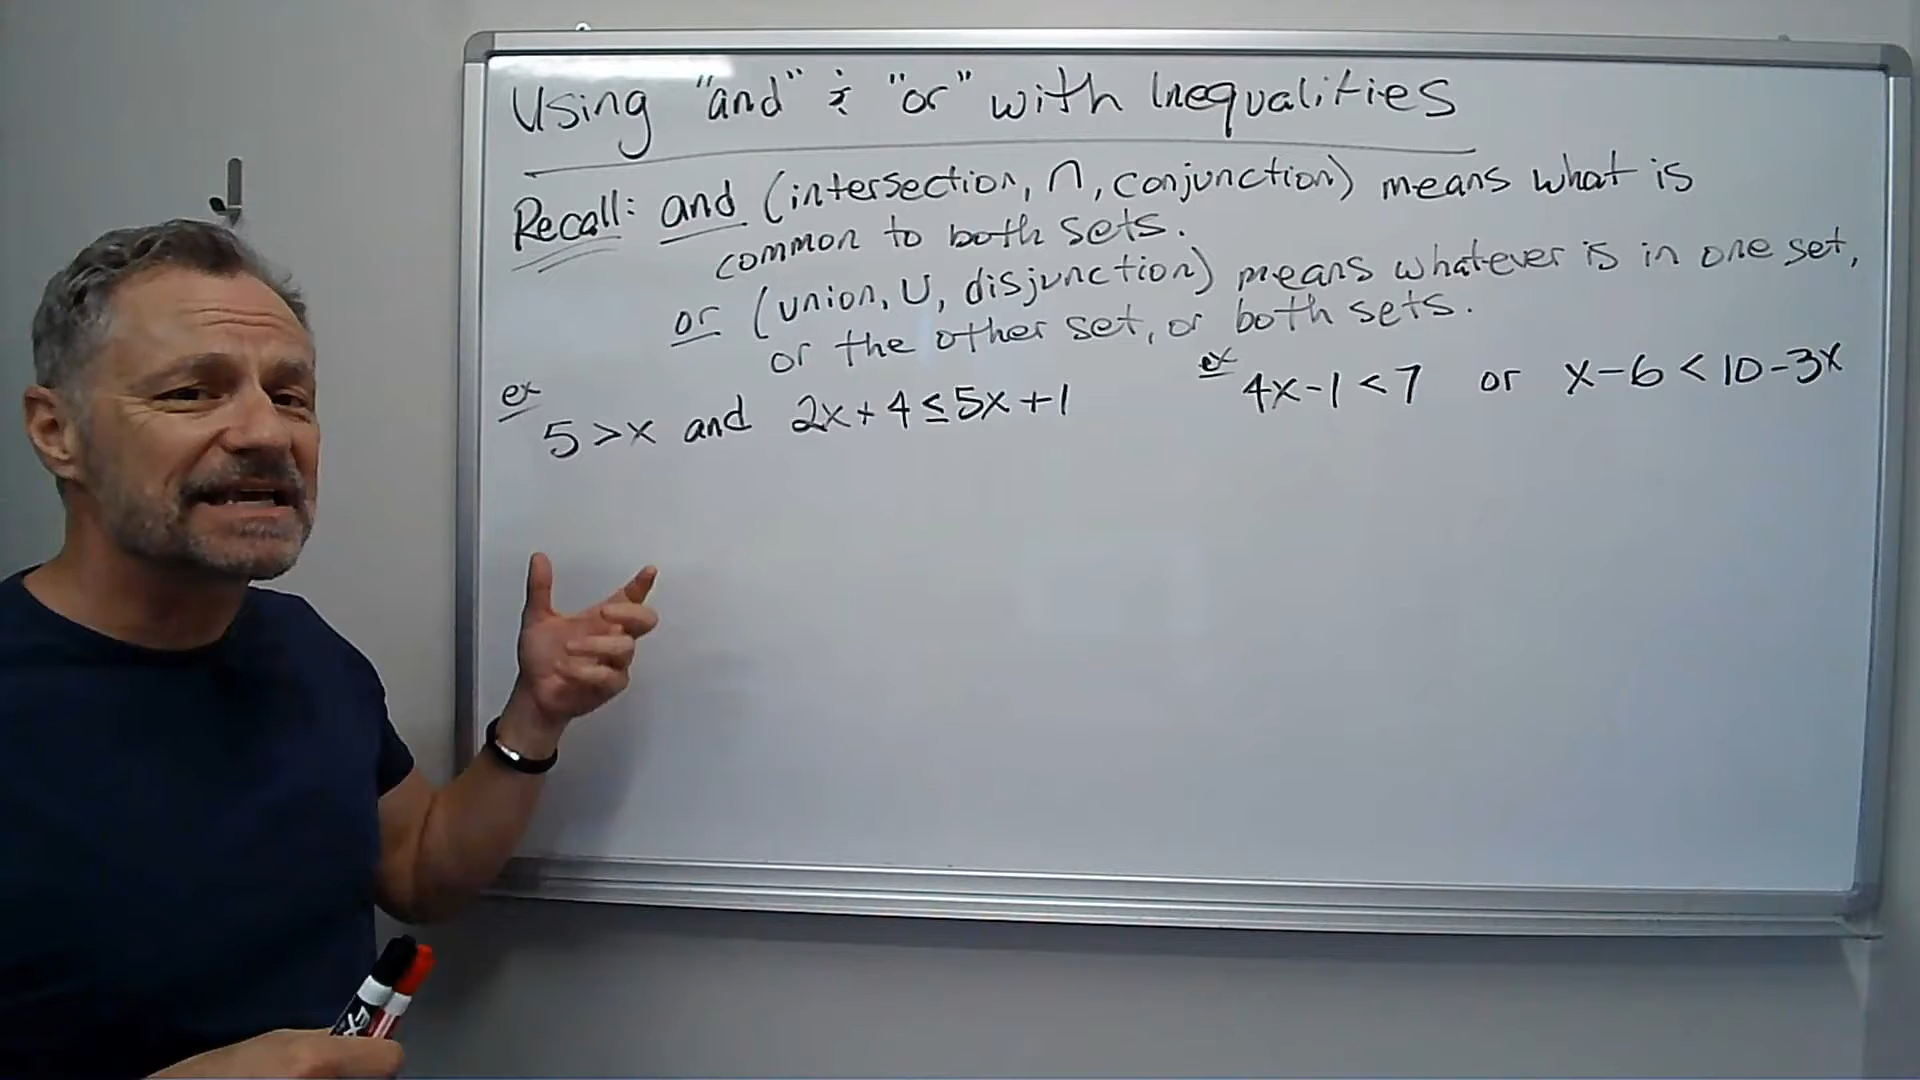 Using "and" & "or" with Inequalities
Recall: and (intersection, ∩, conjunction) means what is
common to both sets.
or (union, ∪, disjunction) means whatever is in one set,
or the other set, or both sets.
ex
5 > x and 2x + 4 ≤ 5x + 1
ex
4x - 1 < 7 or x - 6 < 10 - 3x
EX